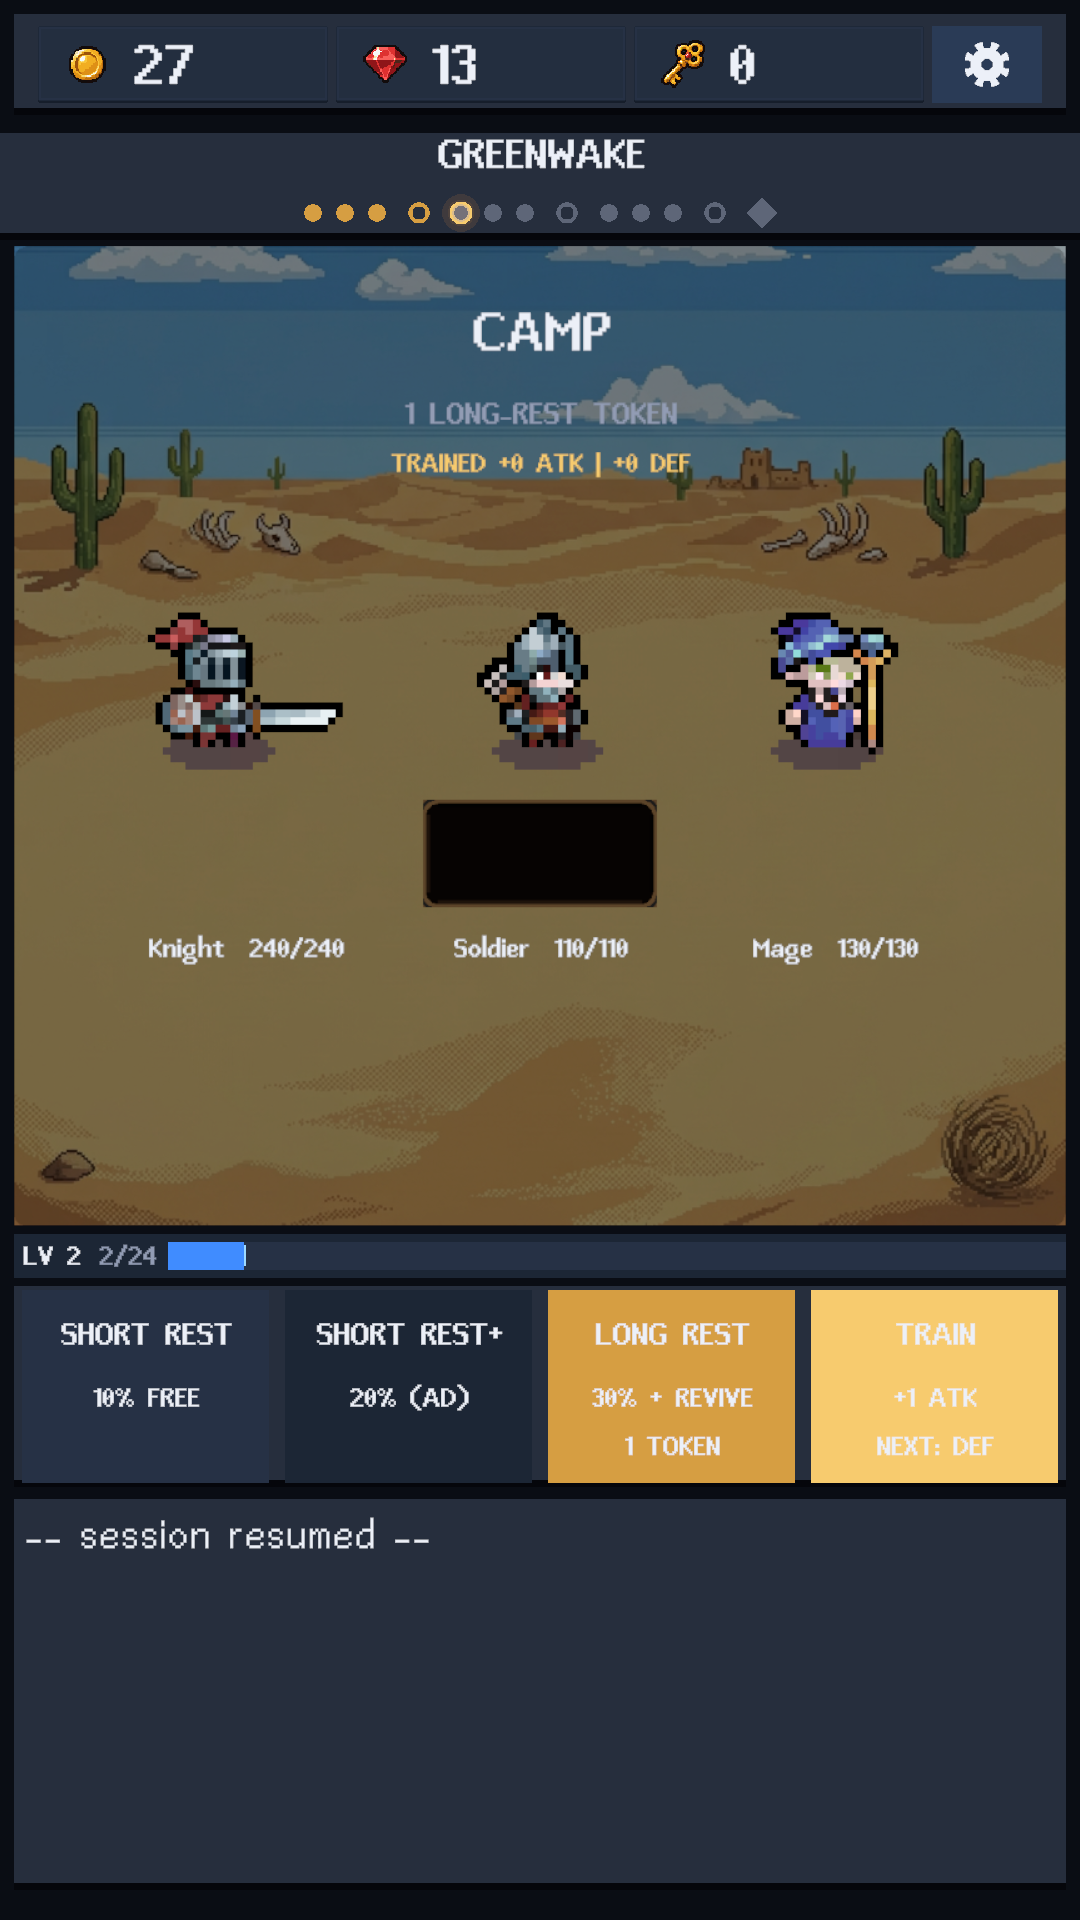 27 13 0
GREENWAKE
CAMP
1 LONG-REST TOKEN
TRAINED +0 ATK | +0 DEF
Knight 240/240 Soldier 110/110 Mage 130/130
LV 2 2/24
SHORT REST
10% FREE
SHORT REST+
20% (AD)
LONG REST
30% + REVIVE
1 TOKEN
TRAIN
+1 ATK
NEXT: DEF
-- session resumed --